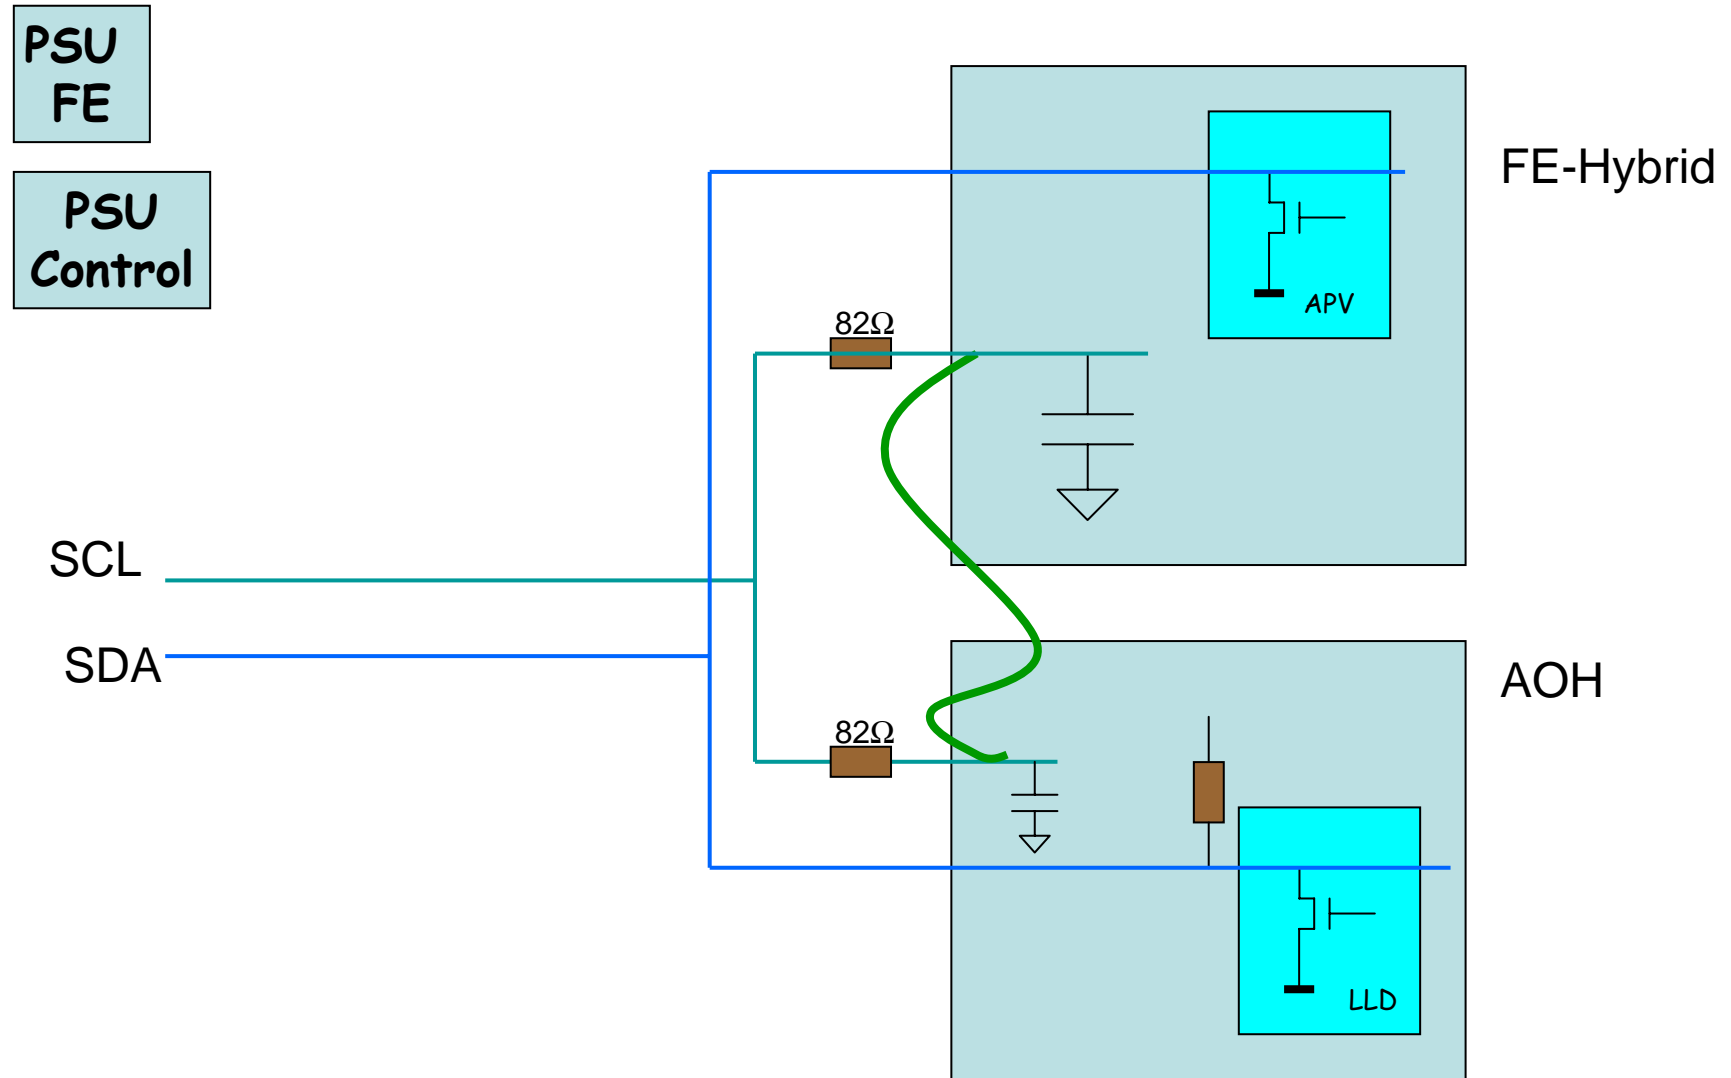 PSU
FE
PSU
Control
FE-Hybrid
APV
82Ω
SCL
SDA
AOH
82Ω
LLD